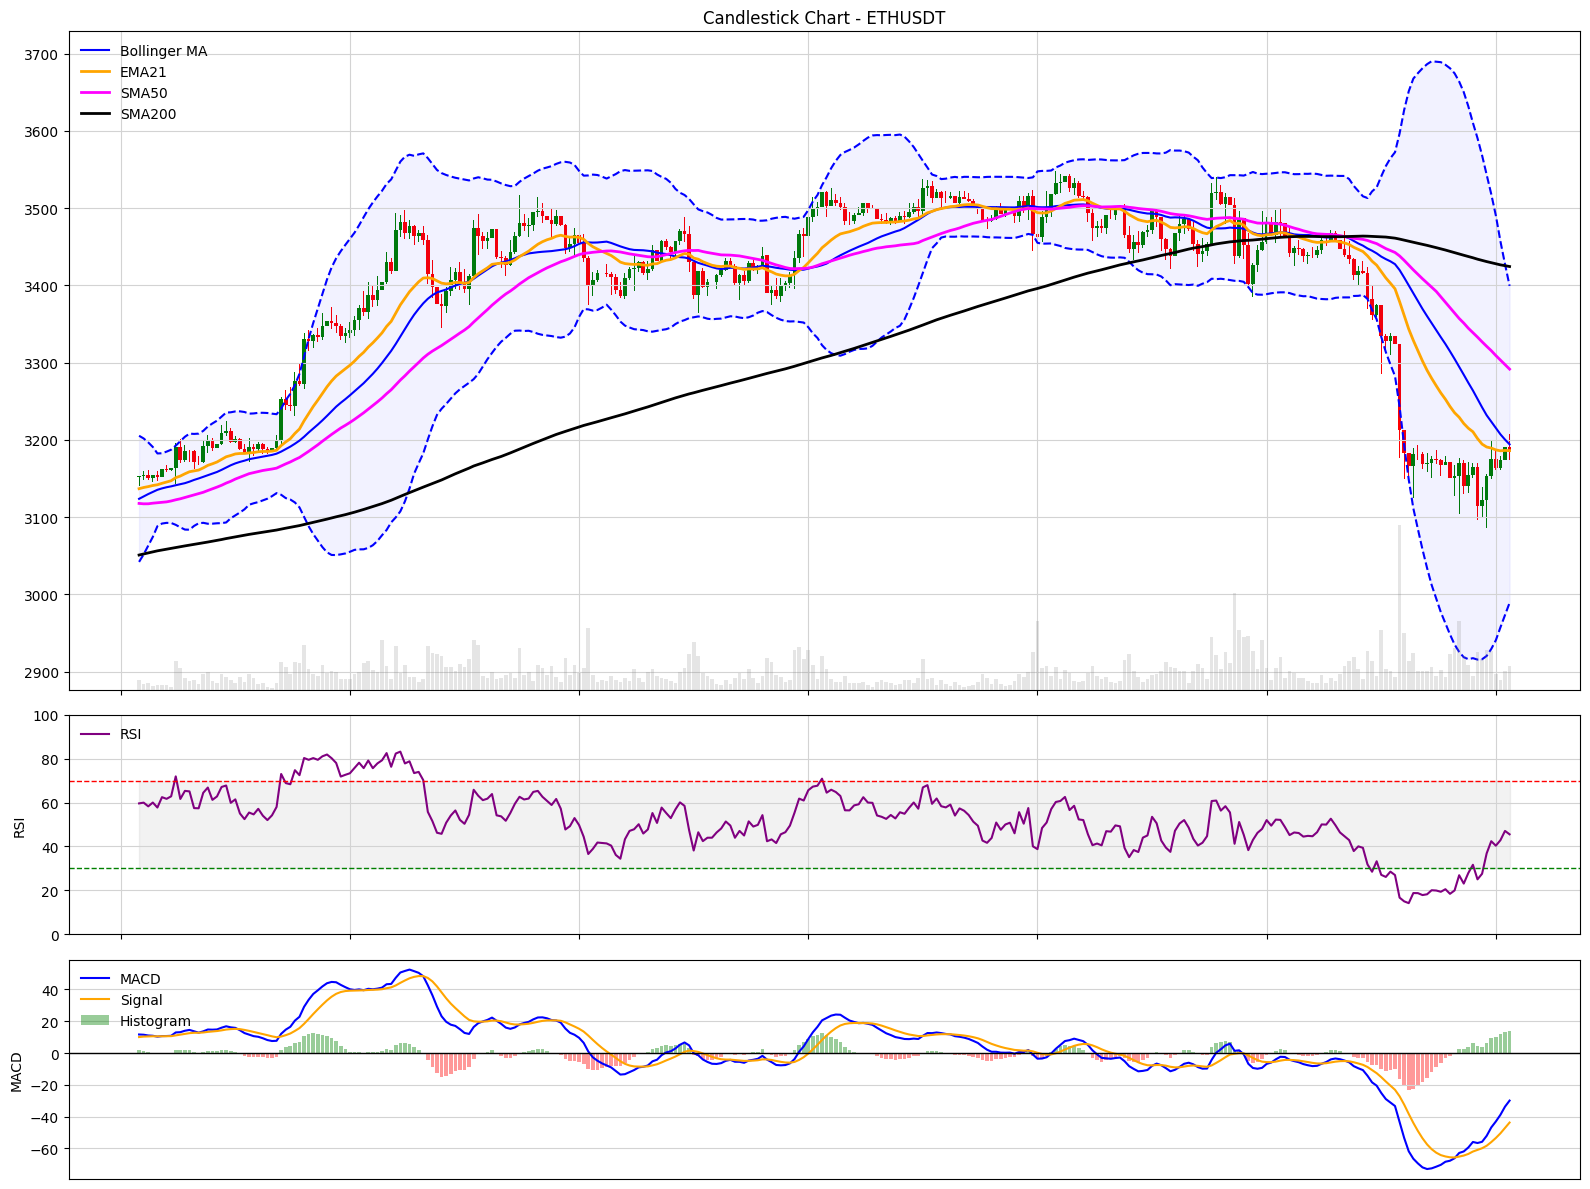 Candlestick Chart - ETHUSDT
Bollinger MA
EMA21
SMA50
SMA200
3700
3600
3500
3400
3300
3200
3100
3000
2900
RSI
100
80
60
40
20
0
RSI
MACD
Signal
Histogram
40
20
0
−20
−40
−60
MACD